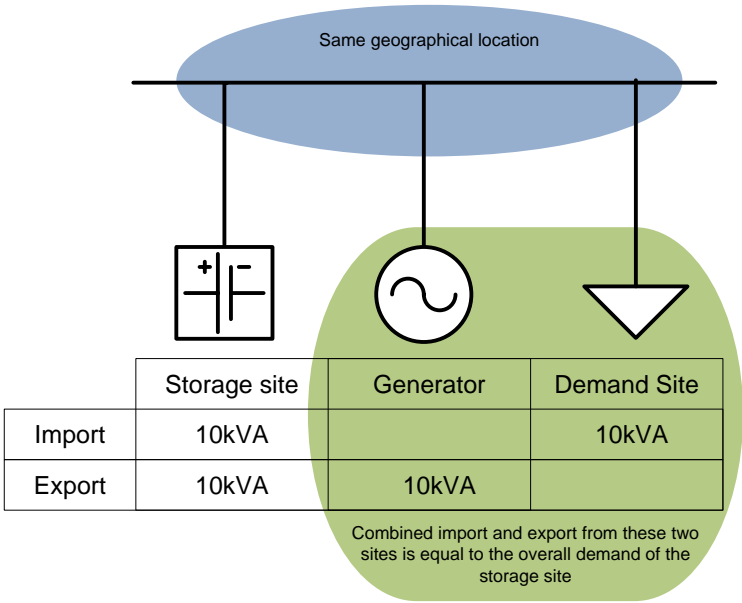 Same geographical location
+ −
Storage site Generator Demand Site
Import 10kVA 10kVA
Export 10kVA 10kVA
Combined import and export from these two
sites is equal to the overall demand of the
storage site